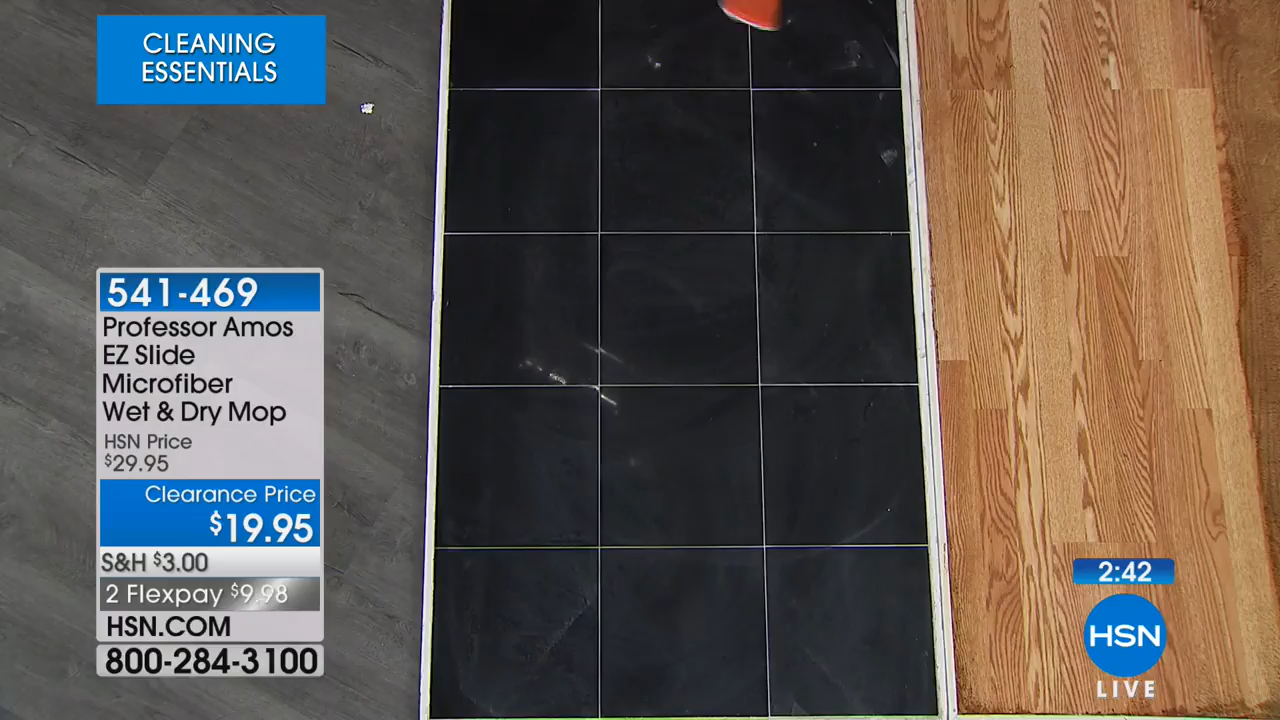 CLEANING
ESSENTIALS
541-469
Professor Amos
EZ Slide
Microfiber
Wet & Dry Mop
HSN Price
$29.95
Clearance Price
$19.95
S&H $3.00
2 Flexpay $9.98
HSN.COM
800-284-3100
2:42
HSN
LIVE